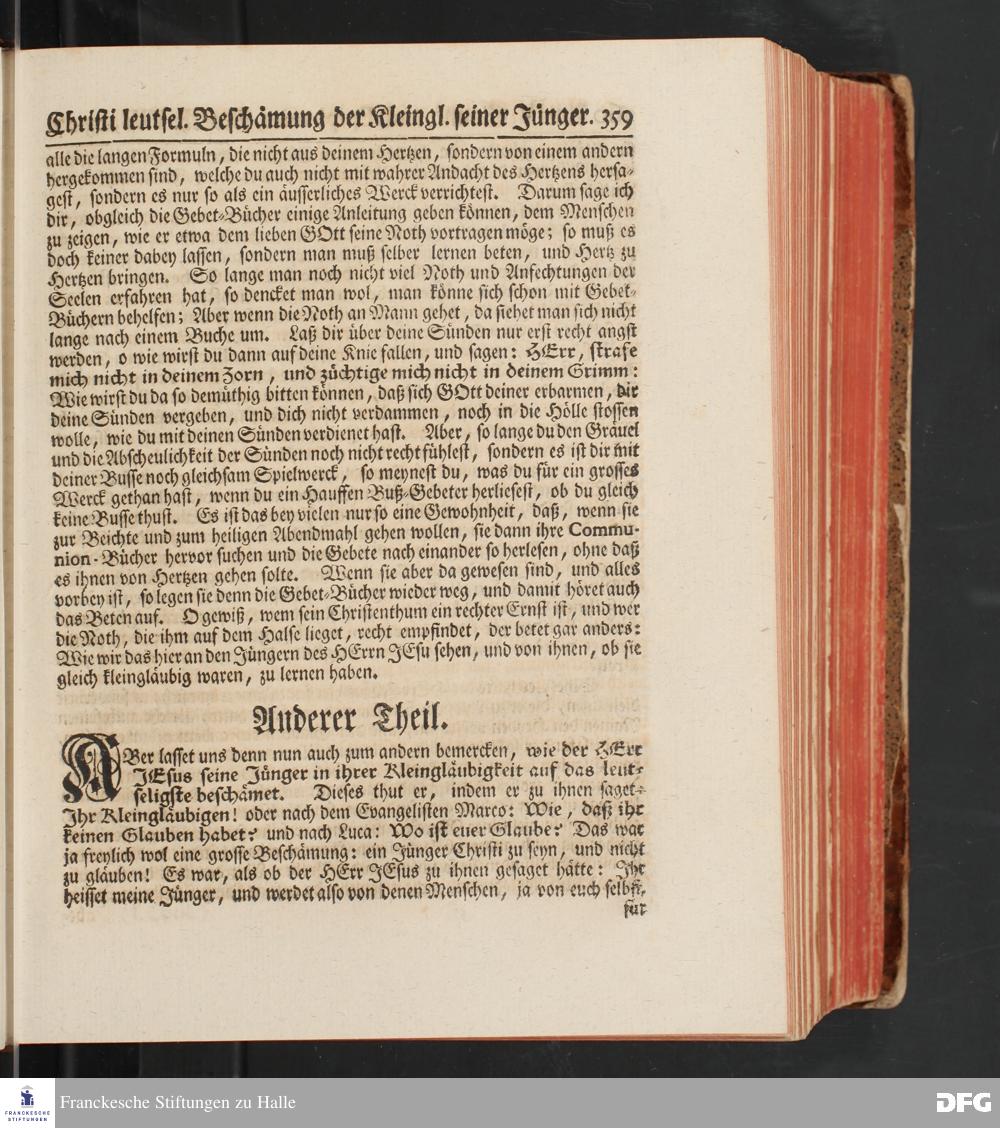 Christi leutsel. Beschämung der Kleingl. seiner Jünger. 359
alle die langen Formuln, die nicht aus deinem Hertzen, sondern von einem andern
hergekommen sind, welche du auch nicht mit wahrer Andacht des Hertzens hersa-
gest, sondern es nur so als ein äusserliches Werck verrichtest. Darum sage ich
dir, obgleich die Gebet-Bücher einige Anleitung geben können, dem Menschen
zu zeigen, wie er etwa dem lieben GOtt seine Noth vortragen möge; so muß es
doch keiner dabey lassen, sondern man muß selber lernen beten, und Hertz zu
Hertzen bringen. So lange man noch nicht viel Noth und Anfechtungen der
Seelen erfahren hat, so dencket man wol, man könne sich schon mit Gebet-
Büchern behelfen; Aber wenn die Noth an Mann gehet, da siehet man sich nicht
lange nach einem Buche um. Laß dir über deine Sünden nur erst recht angst
werden, o wie wirst du dann auf deine Knie fallen, und sagen: HErr, strafe
mich nicht in deinem Zorn, und züchtige mich nicht in deinem Grimm:
Wie wirst du da so demüthig bitten können, daß sich GOtt deiner erbarmen, dir
deine Sünden vergeben, und dich nicht verdammen, noch in die Hölle stossen
wolle, wie du mit deinen Sünden verdienet hast. Aber, so lange du den Gräuel
und die Abscheulichkeit der Sünden noch nicht recht fühlest, sondern es ist dir mit
deiner Busse noch gleichsam Spielwerck, so meynest du, was du für ein grosses
Werck gethan hast, wenn du ein Hauffen Buß-Gebeter herliesest, ob du gleich
keine Busse thust. Es ist das bey vielen nur so eine Gewohnheit, daß, wenn sie
zur Beichte und zum heiligen Abendmahl gehen wollen, sie dann ihre Commu-
nion-Bücher hervor suchen und die Gebete nach einander so herlesen, ohne daß
es ihnen von Hertzen gehen solte. Wenn sie aber da gewesen sind, und alles
vorbey ist, so legen sie denn die Gebet-Bücher wieder weg, und damit höret auch
das Beten auf. O gewiß, wem sein Christenthum ein rechter Ernst ist, und wer
die Noth, die ihm auf dem Halse lieget, recht empfindet, der betet gar anders:
Wie wir das hier an den Jüngern des HErrn JEsu sehen, und von ihnen, ob sie
gleich kleingläubig waren, zu lernen haben.
Anderer Theil.
ABer lasset uns denn nun auch zum andern bemercken, wie der HErr
JEsus seine Jünger in ihrer Kleingläubigkeit auf das leut-
seligste beschämet. Dieses thut er, indem er zu ihnen saget:
Ihr Kleingläubigen! oder nach dem Evangelisten Marco: Wie, daß ihr
keinen Glauben habet? und nach Luca: Wo ist euer Glaube? Das war
ja freylich wol eine grosse Beschämung: ein Jünger Christi zu seyn, und nicht
zu gläuben! Es war, als ob der HErr JEsus zu ihnen gesaget hätte: Ihr
heisset meine Jünger, und werdet also von denen Menschen, ja von euch selbst,
für
Franckesche Stiftungen zu Halle
FRANCKESCHE
STIFTUNGEN
DFG